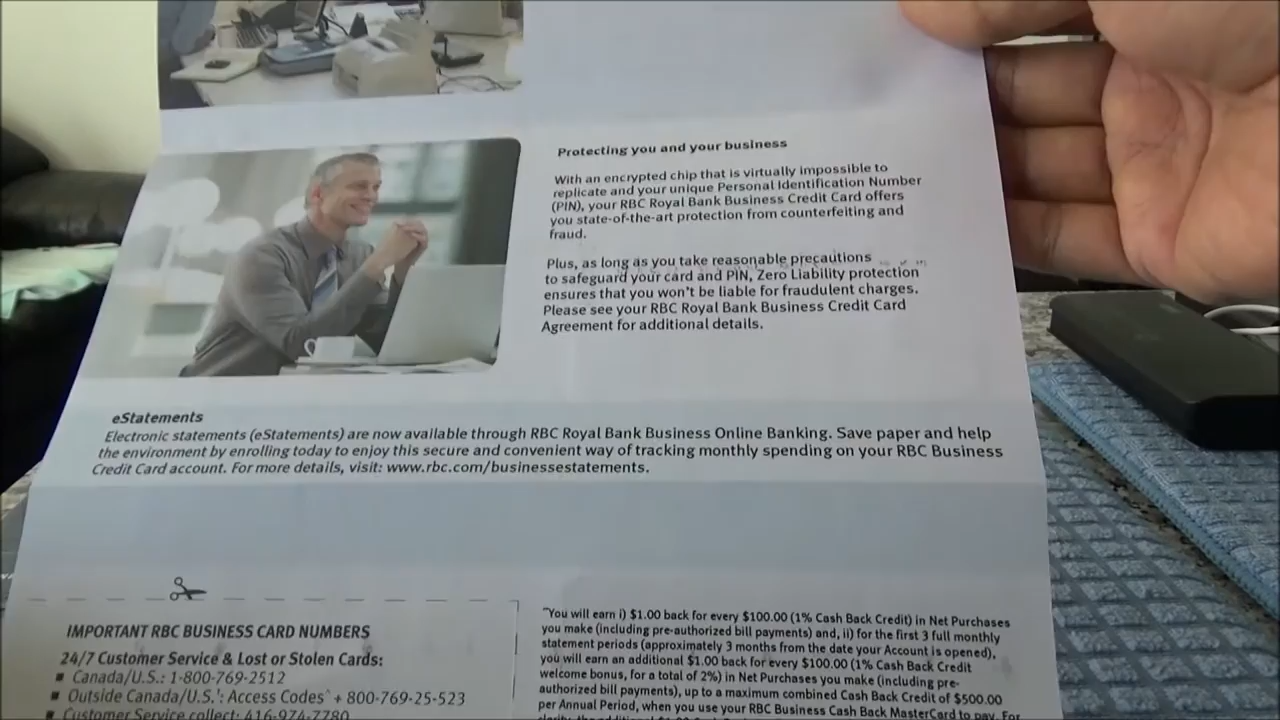 Protecting you and your business
With an encrypted chip that is virtually impossible to
replicate and your unique Personal Identification Number
(PIN), your RBC Royal Bank Business Credit Card offers
you state-of-the-art protection from counterfeiting and
fraud.
Plus, as long as you take reasonable precautions
to safeguard your card and PIN, Zero Liability protection
ensures that you won't be liable for fraudulent charges.
Please see your RBC Royal Bank Business Credit Card
Agreement for additional details.
eStatements
Electronic statements (eStatements) are now available through RBC Royal Bank Business Online Banking. Save paper and help
the environment by enrolling today to enjoy this secure and convenient way of tracking monthly spending on your RBC Business
Credit Card account. For more details, visit: www.rbc.com/businessestatements.
IMPORTANT RBC BUSINESS CARD NUMBERS
24/7 Customer Service & Lost or Stolen Cards:
▪ Canada/U.S.: 1-800-769-2512
▪ Outside Canada/U.S.: Access Codes + 800-769-25-523
▪ Customer Service collect: 416-974-7780
You will earn i) $1.00 back for every $100.00 (1% Cash Back Credit) in Net Purchases
you make (including pre-authorized bill payments) and, ii) for the first 3 full monthly
statement periods (approximately 3 months from the date your Account is opened),
you will earn an additional $1.00 back for every $100.00 (1% Cash Back Credit
welcome bonus, for a total of 2%) in Net Purchases you make (including pre-
authorized bill payments), up to a maximum combined Cash Back Credit of $500.00
per Annual Period, when you use your RBC Business Cash Back MasterCard to pay. For
clarity, the additional